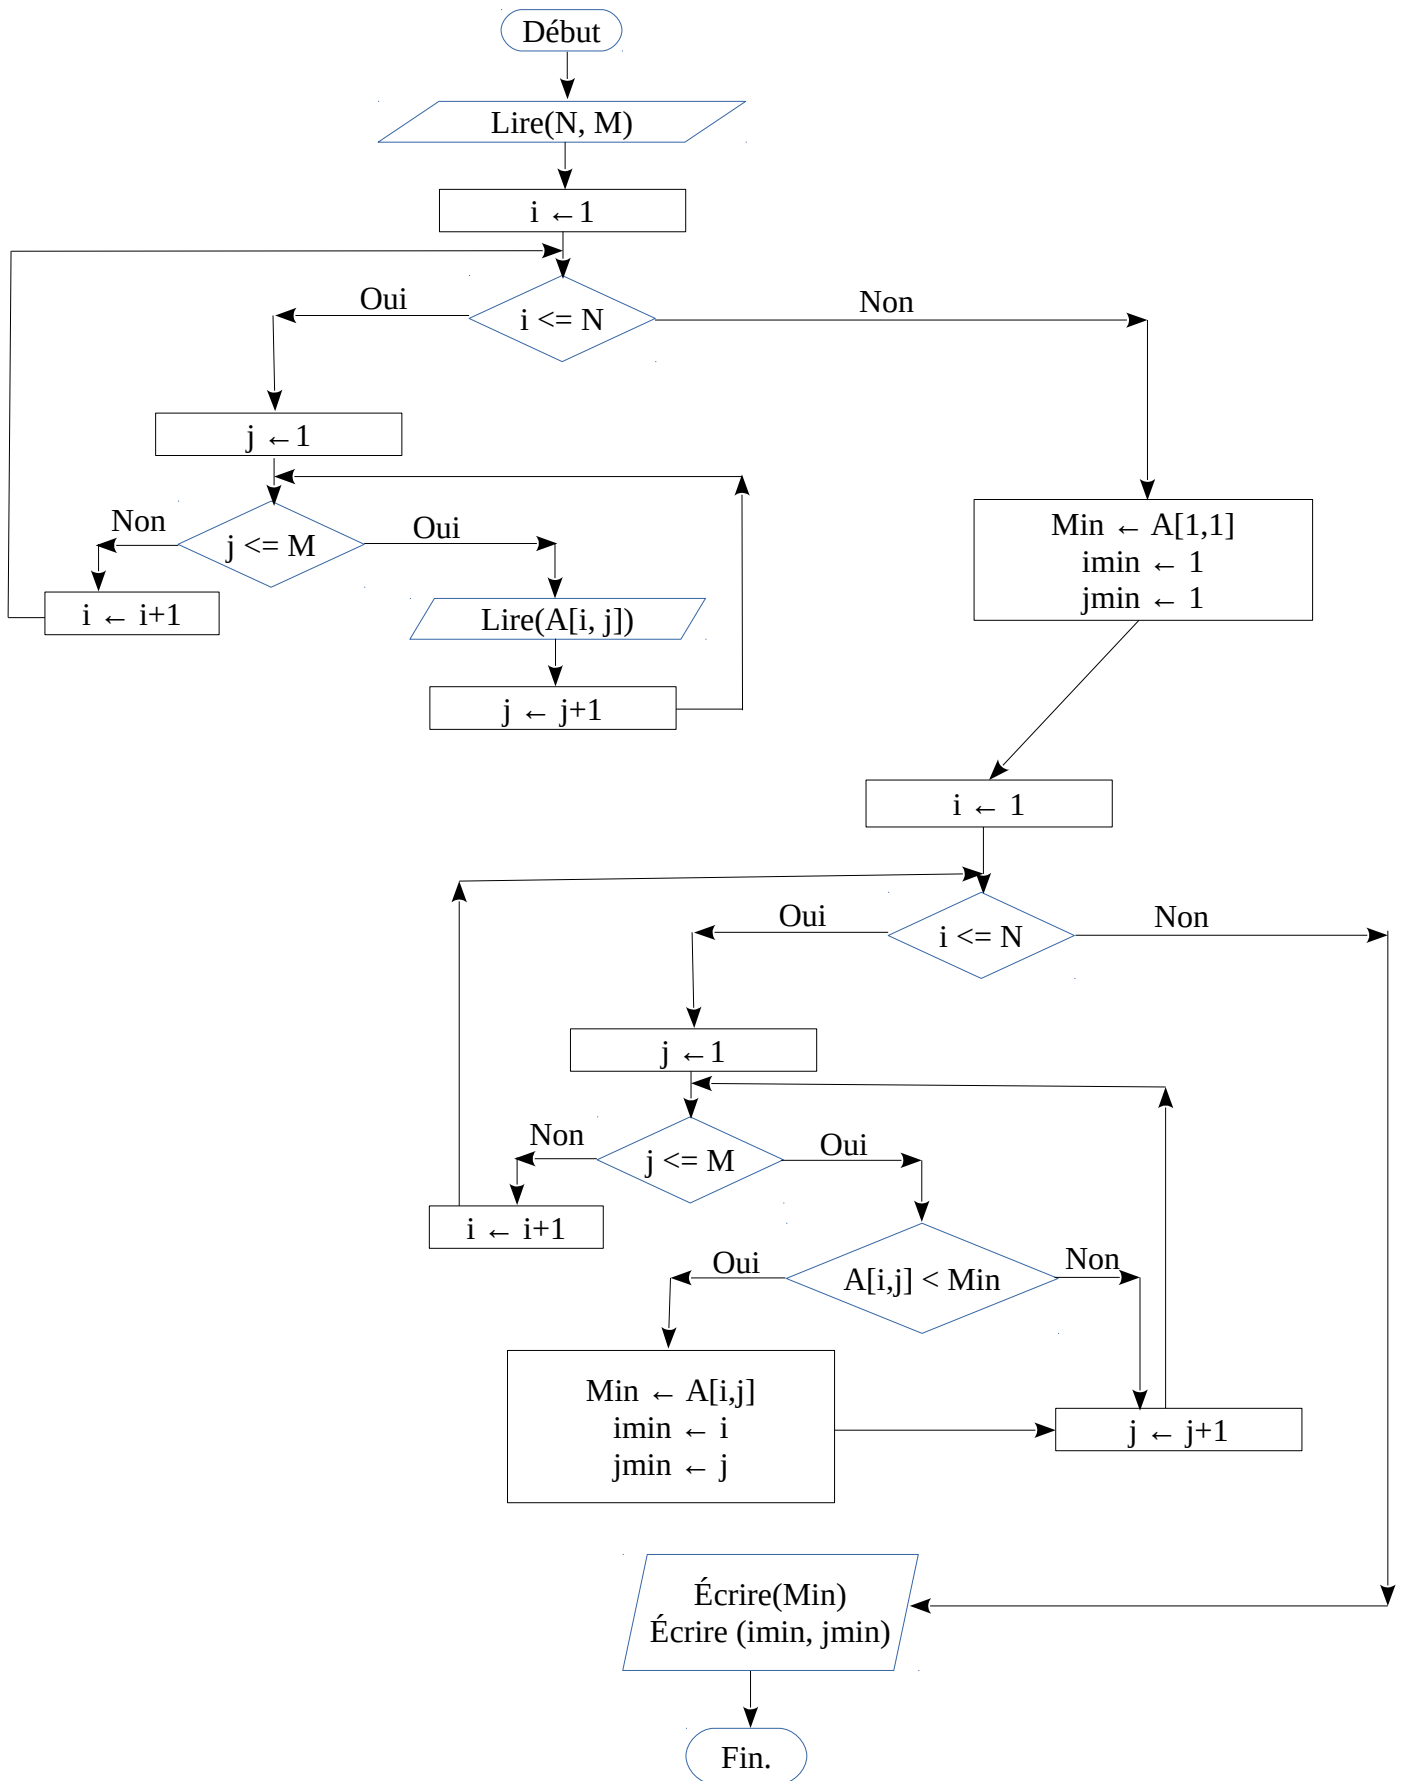 Début
Lire(N, M)
i ←1
i <= N
Oui
Non
j ←1
j <= M
Non
Oui
i ← i+1
Lire(A[i, j])
j ← j+1
Min ← A[1,1]
imin ← 1
jmin ← 1
i ← 1
i <= N
Oui
Non
j ←1
j <= M
Non
Oui
i ← i+1
A[i,j] < Min
Oui
Non
Min ← A[i,j]
imin ← i
jmin ← j
j ← j+1
Écrire(Min)
Écrire (imin, jmin)
Fin.